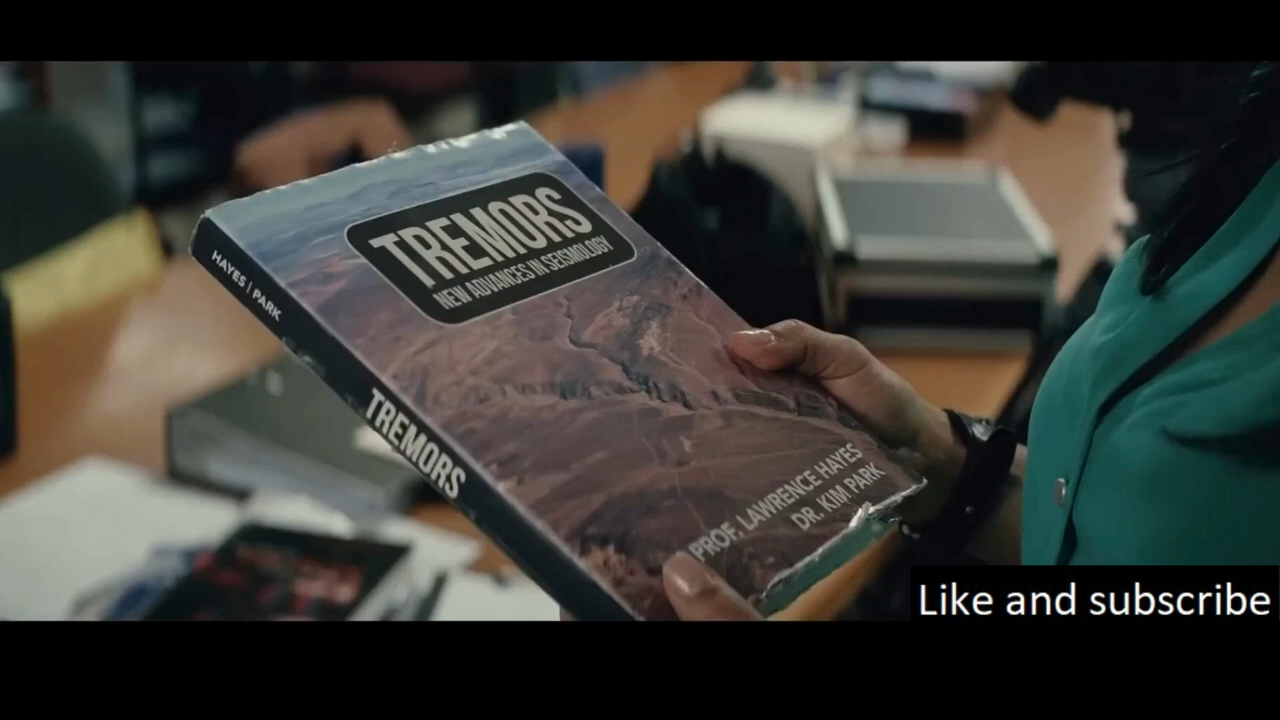 TREMORS
NEW ADVANCES IN SEISMOLOGY
HAYES | PARK
TREMORS
PROF. LAWRENCE HAYES
DR. KIM PARK
Like and subscribe